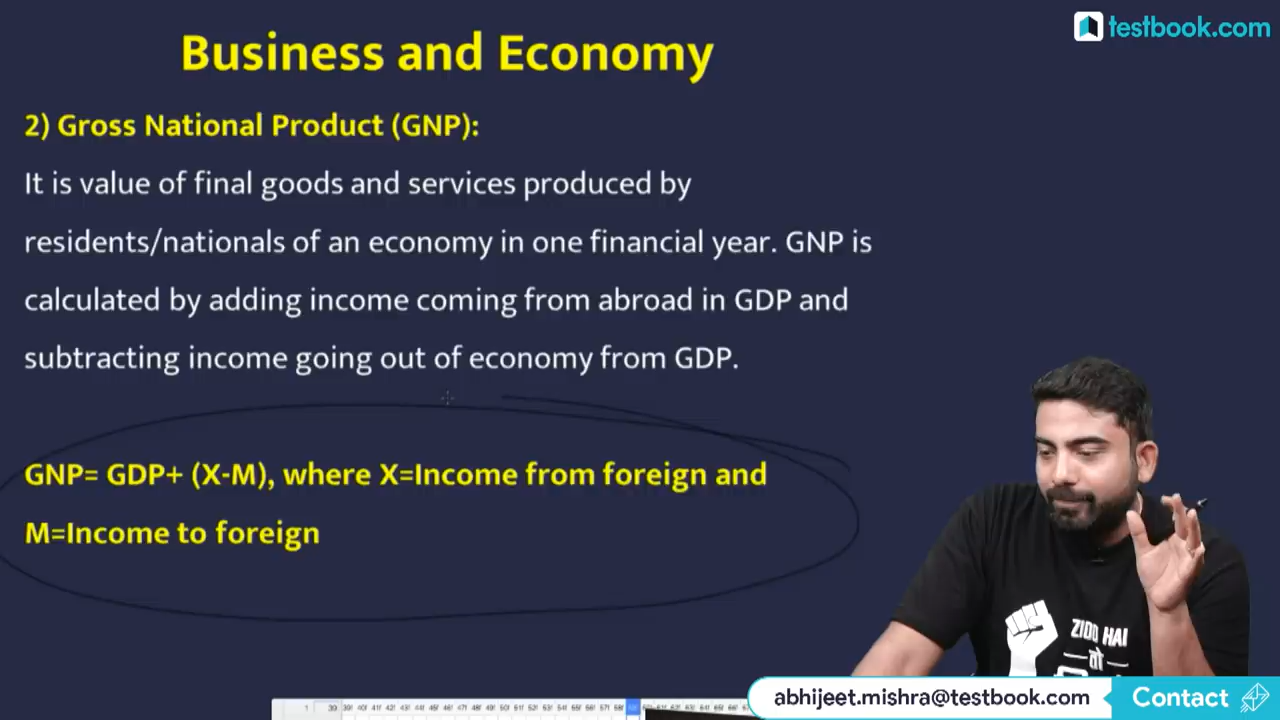 testbook.com
Business and Economy
2) Gross National Product (GNP):
It is value of final goods and services produced by
residents/nationals of an economy in one financial year. GNP is
calculated by adding income coming from abroad in GDP and
subtracting income going out of economy from GDP.
GNP= GDP+ (X-M), where X=Income from foreign and
M=Income to foreign
ZIDD HAI
तो
abhijeet.mishra@testbook.com
Contact